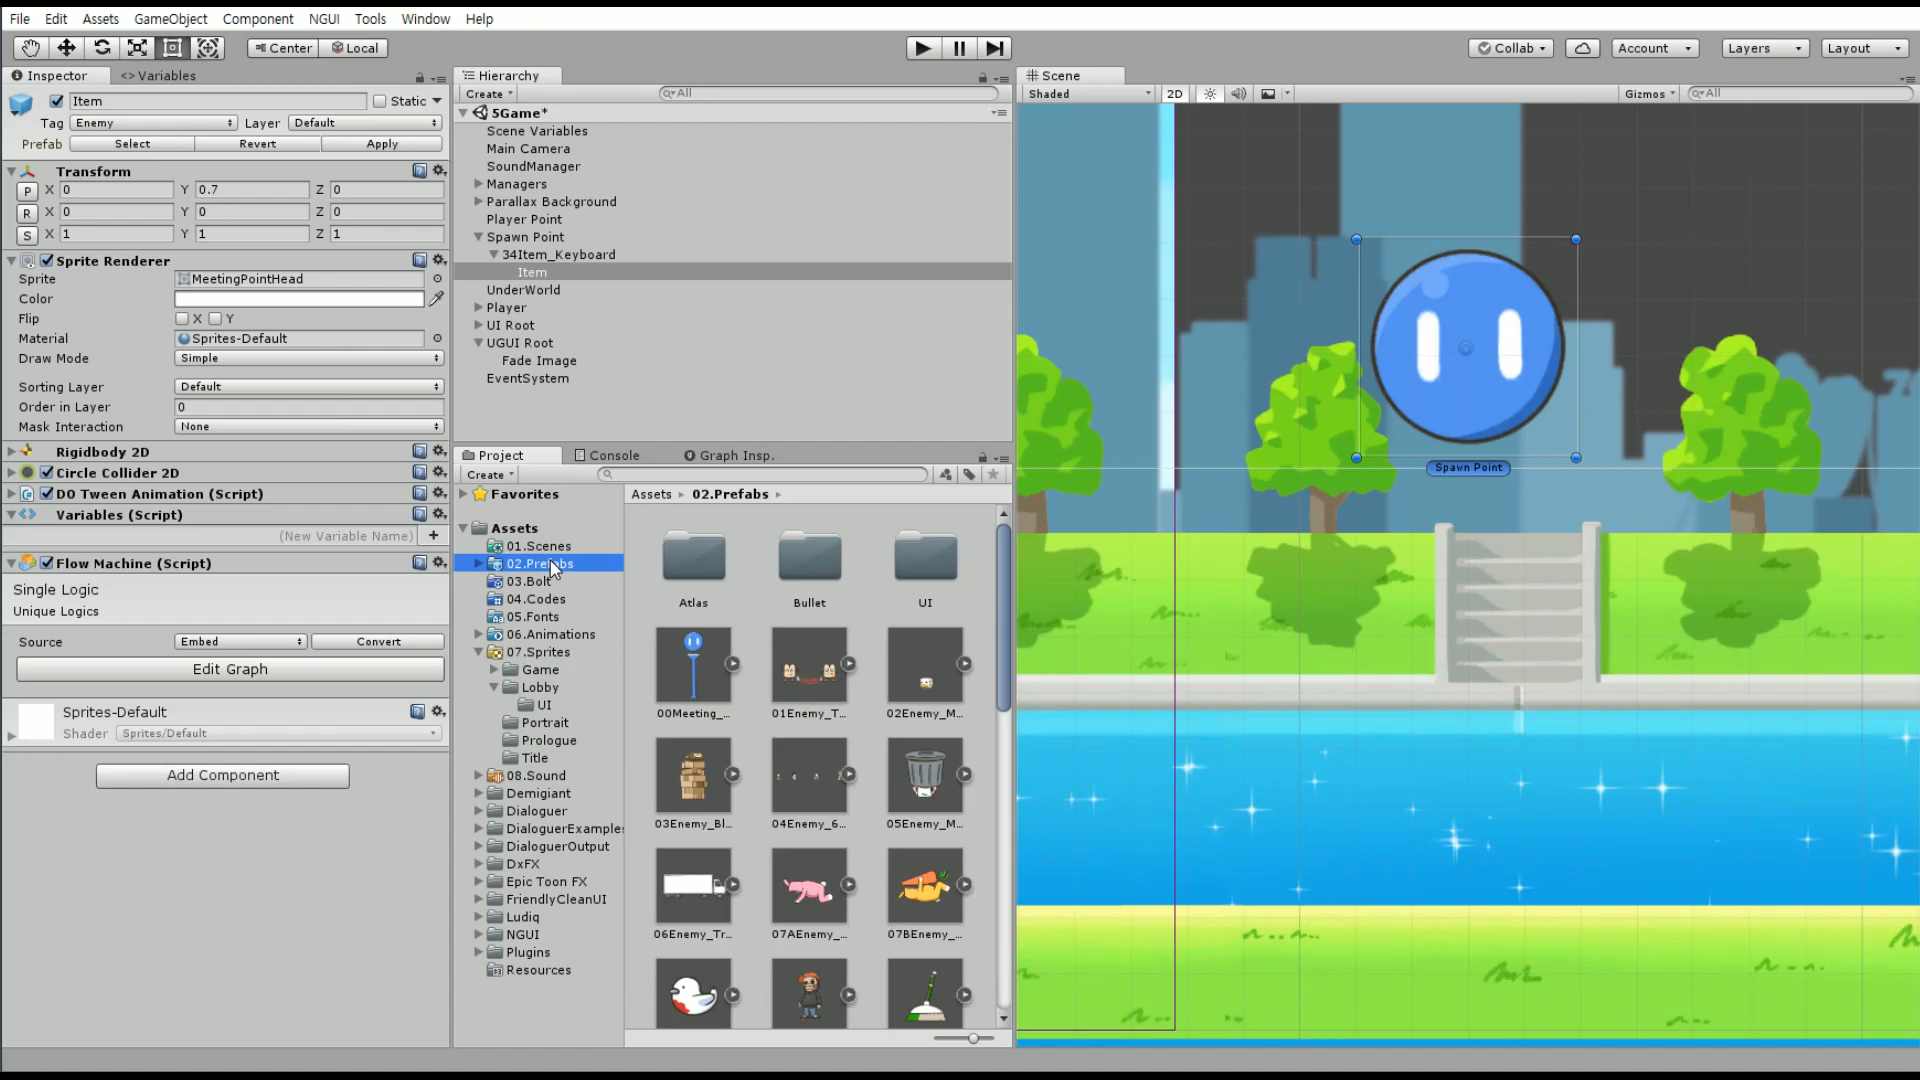 File Edit Assets GameObject Component NGUI Tools Window Help
Center Local Collab Account Layers Layout
Inspector <> Variables
Item Static
Tag Enemy Layer Default
Prefab Select Revert Apply
Transform
P X 0 Y 0.7 Z 0
R X 0 Y 0 Z 0
S X 1 Y 1 Z 1
Sprite Renderer
Sprite MeetingPointHead
Color
Flip X Y
Material Sprites-Default
Draw Mode Simple
Sorting Layer Default
Order in Layer 0
Mask Interaction None
Rigidbody 2D
Circle Collider 2D
DO Tween Animation (Script)
Variables (Script)
(New Variable Name) +
Flow Machine (Script)
Single Logic
Unique Logics
Source Embed Convert
Edit Graph
Sprites-Default
Shader Sprites/Default
Add Component
Hierarchy
Create All
5Game*
Scene Variables
Main Camera
SoundManager
Managers
Parallax Background
Player Point
Spawn Point
34Item_Keyboard
Item
UnderWorld
Player
UI Root
UGUI Root
Fade Image
EventSystem
Project Console Graph Insp.
Create
Favorites
Assets
01.Scenes
02.Prefabs
03.Bolt
04.Codes
05.Fonts
06.Animations
07.Sprites
Game
Lobby
UI
Portrait
Prologue
Title
08.Sound
Demigiant
Dialoguer
DialoguerExamples
DialoguerOutput
DxFX
Epic Toon FX
FriendlyCleanUI
Ludiq
NGUI
Plugins
Resources
Assets 02.Prefabs
Atlas Bullet UI
00Meeting_... 01Enemy_T... 02Enemy_M...
03Enemy_Bl... 04Enemy_6... 05Enemy_M...
06Enemy_Tr... 07AEnemy_... 07BEnemy_...
Scene
Shaded 2D Gizmos All
Spawn Point